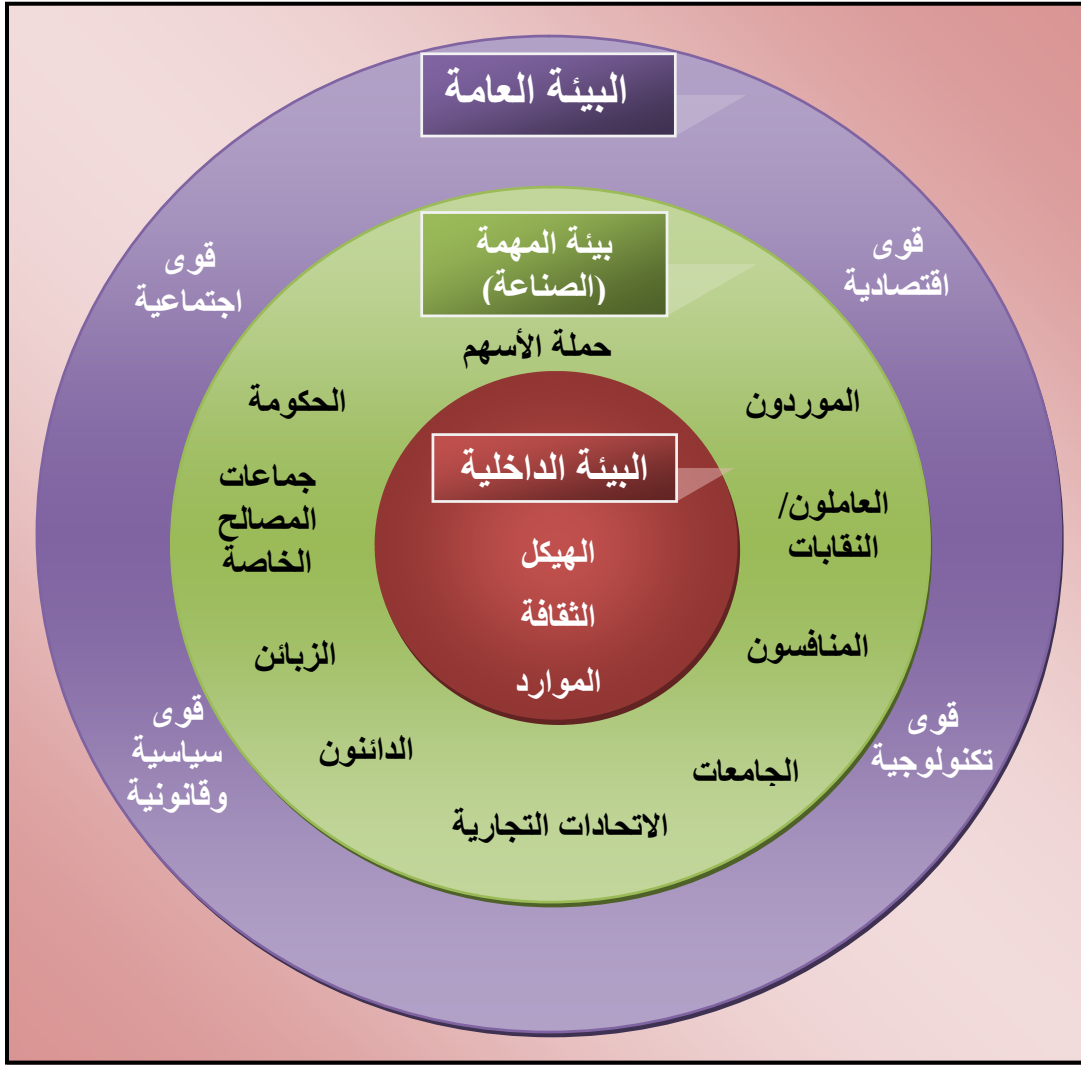 البيئة العامة
قوى
اقتصادية
قوى
اجتماعية
بيئة المهمة
(الصناعة)
حملة الأسهم
الموردون
الحكومة
العاملون/
النقابات
جماعات
المصالح
الخاصة
البيئة الداخلية
الهيكل
الثقافة
الموارد
المنافسون
الزبائن
قوى
تكنولوجية
قوى
سياسية
وقانونية
الجامعات
الدائنون
الاتحادات التجارية